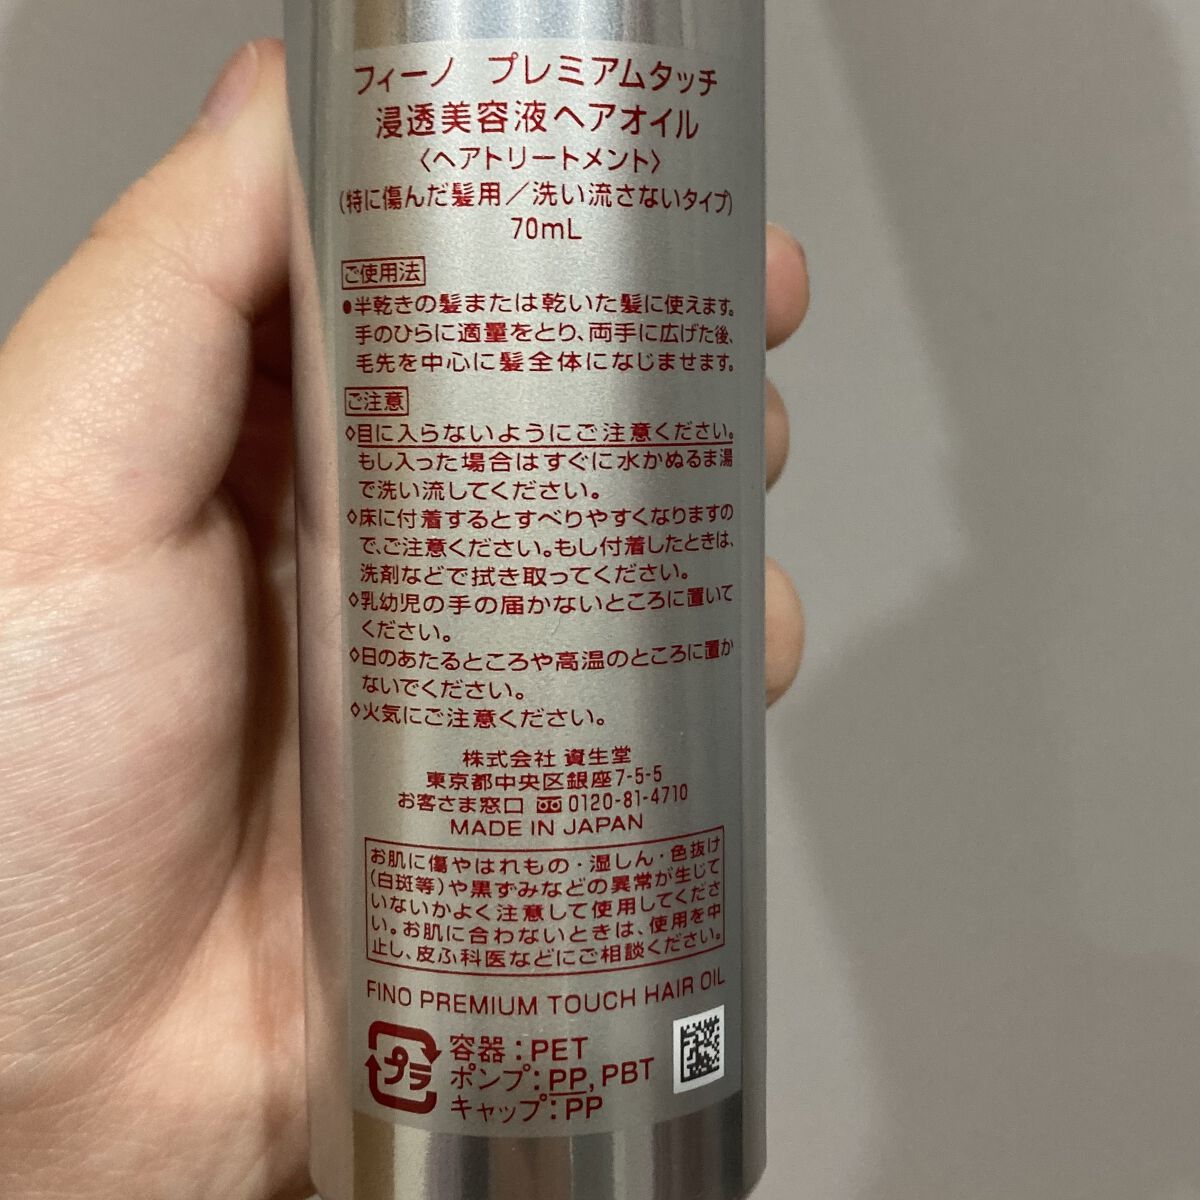 フィーノ プレミアムタッチ
浸透美容液ヘアオイル
〈ヘアトリートメント〉
(特に傷んだ髪用/洗い流さないタイプ)
70mL
ご使用法
●半乾きの髪または乾いた髪に使えます。
手のひらに適量をとり、両手に広げた後、
毛先を中心に髪全体になじませます。
ご注意
◇目に入らないようにご注意ください。
もし入った場合はすぐに水かぬるま湯
で洗い流してください。
◇床に付着するとすべりやすくなりますの
で、ご注意ください。もし付着したときは、
洗剤などで拭き取ってください。
◇乳幼児の手の届かないところに置いて
ください。
◇日のあたるところや高温のところに置か
ないでください。
◇火気にご注意ください。
株式会社 資生堂
東京都中央区銀座7-5-5
お客さま窓口 0120-81-4710
MADE IN JAPAN
お肌に傷やはれもの・湿しん・色抜け
(白斑等)や黒ずみなどの異常が生じて
いないかよく注意して使用してくださ
い。お肌に合わないときは、使用を中
止し、皮ふ科医などにご相談ください。
FINO PREMIUM TOUCH HAIR OIL
プラ
容器:PET
ポンプ:PP,PBT
キャップ:PP